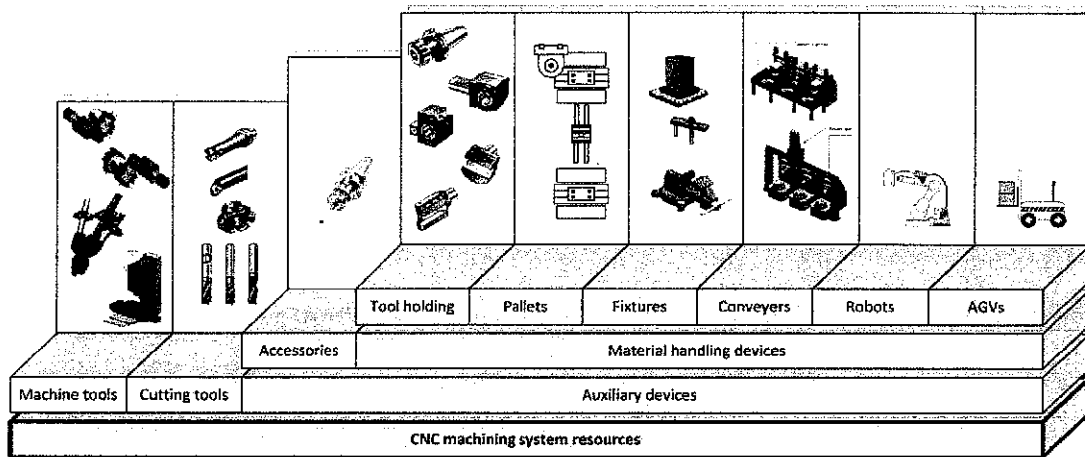 Tool holding
Pallets
Fixtures
Conveyers
Robots
AGVs
Accessories
Material handling devices
Machine tools
Cutting tools
Auxiliary devices
CNC machining system resources